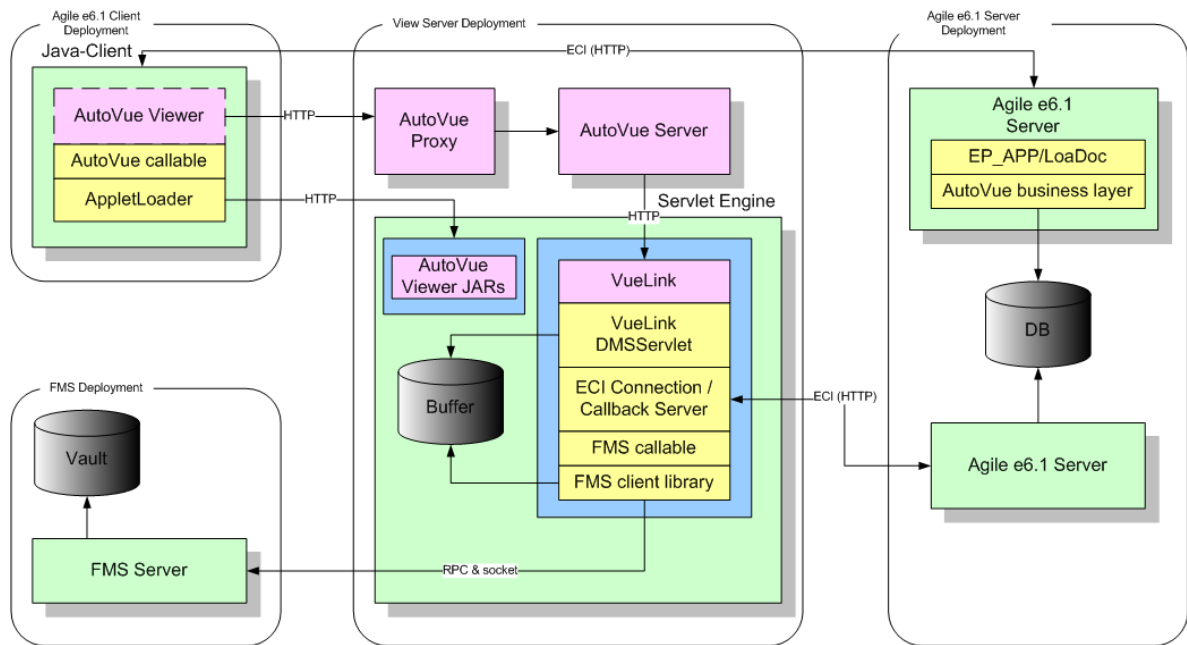 Agile e6.1 Client
Deployment
View Server Deployment
Agile e6.1 Server
Deployment
Java-Client
ECI (HTTP)
AutoVue Viewer
AutoVue callable
AppletLoader
HTTP
HTTP
AutoVue
Proxy
AutoVue Server
Agile e6.1
Server
EP_APP/LoaDoc
AutoVue business layer
Servlet Engine
HTTP
AutoVue
Viewer JARs
VueLink
VueLink
DMSServlet
ECI Connection /
Callback Server
FMS callable
FMS client library
Buffer
ECI (HTTP)
DB
Agile e6.1 Server
FMS Deployment
Vault
FMS Server
RPC & socket